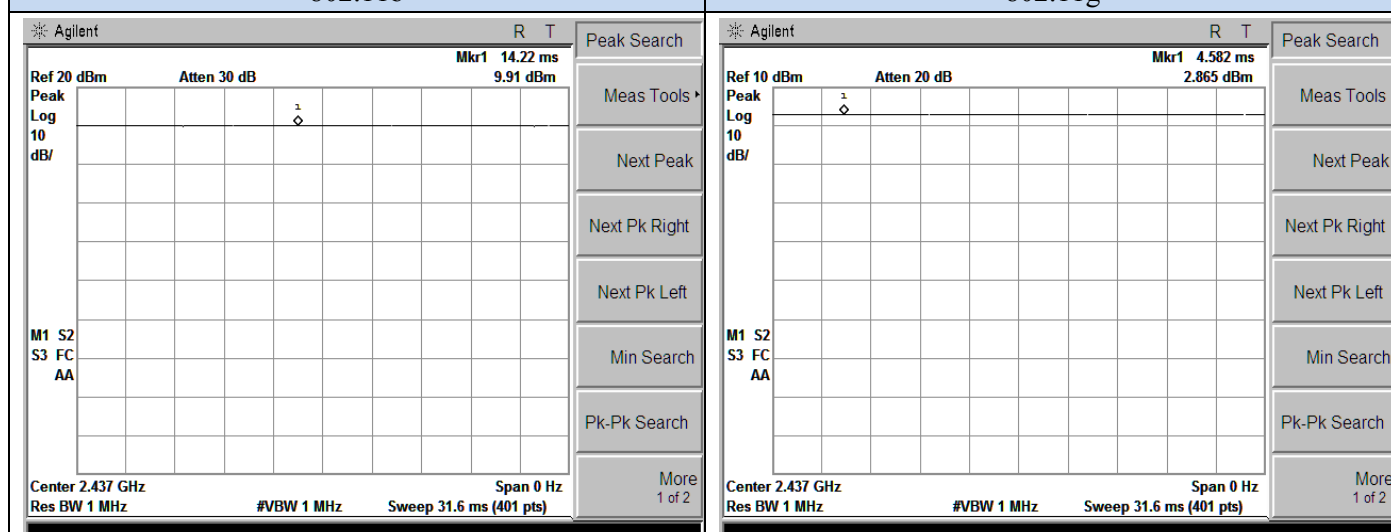 802.11b
802.11g
Agilent R T
Mkr1 14.22 ms
Ref 20 dBm Atten 30 dB 9.91 dBm
Peak
Log
10
dB/
1
M1 S2
S3 FC
AA
Center 2.437 GHz Span 0 Hz
Res BW 1 MHz #VBW 1 MHz Sweep 31.6 ms (401 pts)
Peak Search
Meas Tools
Next Peak
Next Pk Right
Next Pk Left
Min Search
Pk-Pk Search
More
1 of 2
Agilent R T
Mkr1 4.582 ms
Ref 10 dBm Atten 20 dB 2.865 dBm
Peak
Log
10
dB/
1
M1 S2
S3 FC
AA
Center 2.437 GHz Span 0 Hz
Res BW 1 MHz #VBW 1 MHz Sweep 31.6 ms (401 pts)
Peak Search
Meas Tools
Next Peak
Next Pk Right
Next Pk Left
Min Search
Pk-Pk Search
More
1 of 2